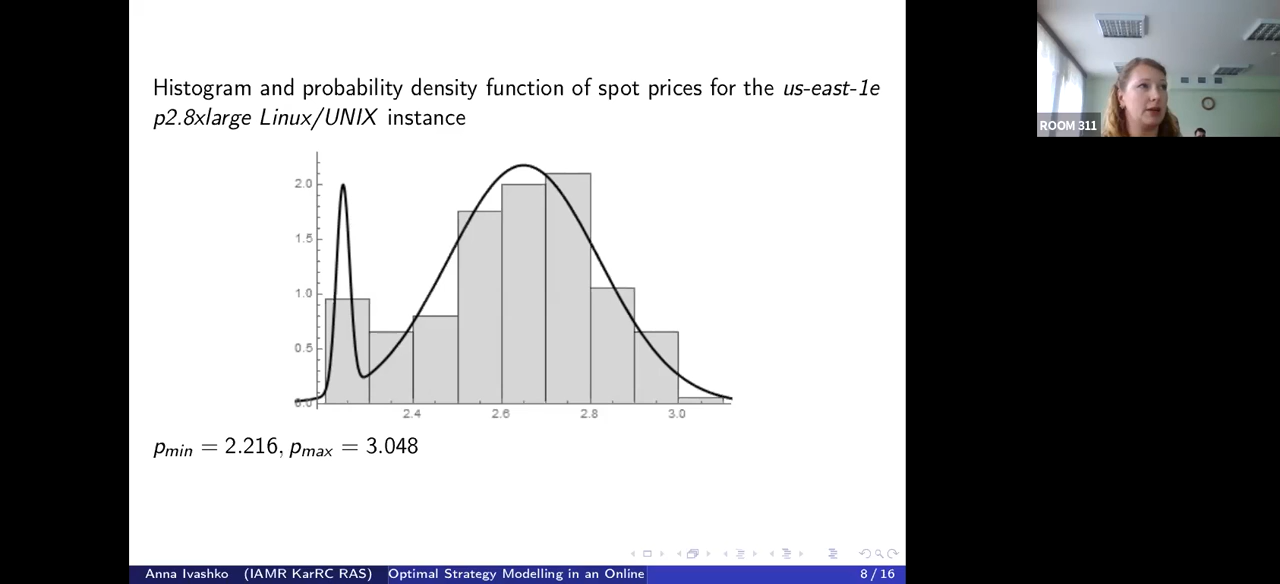 Histogram and probability density function of spot prices for the us-east-1e
p2.8xlarge Linux/UNIX instance
2.0
1.5
1.0
0.5
0.0
2.4 2.6 2.8 3.0
pmin = 2.216, pmax = 3.048
Anna Ivashko (IAMR KarRC RAS) Optimal Strategy Modelling in an Online 8 / 16
ROOM 311